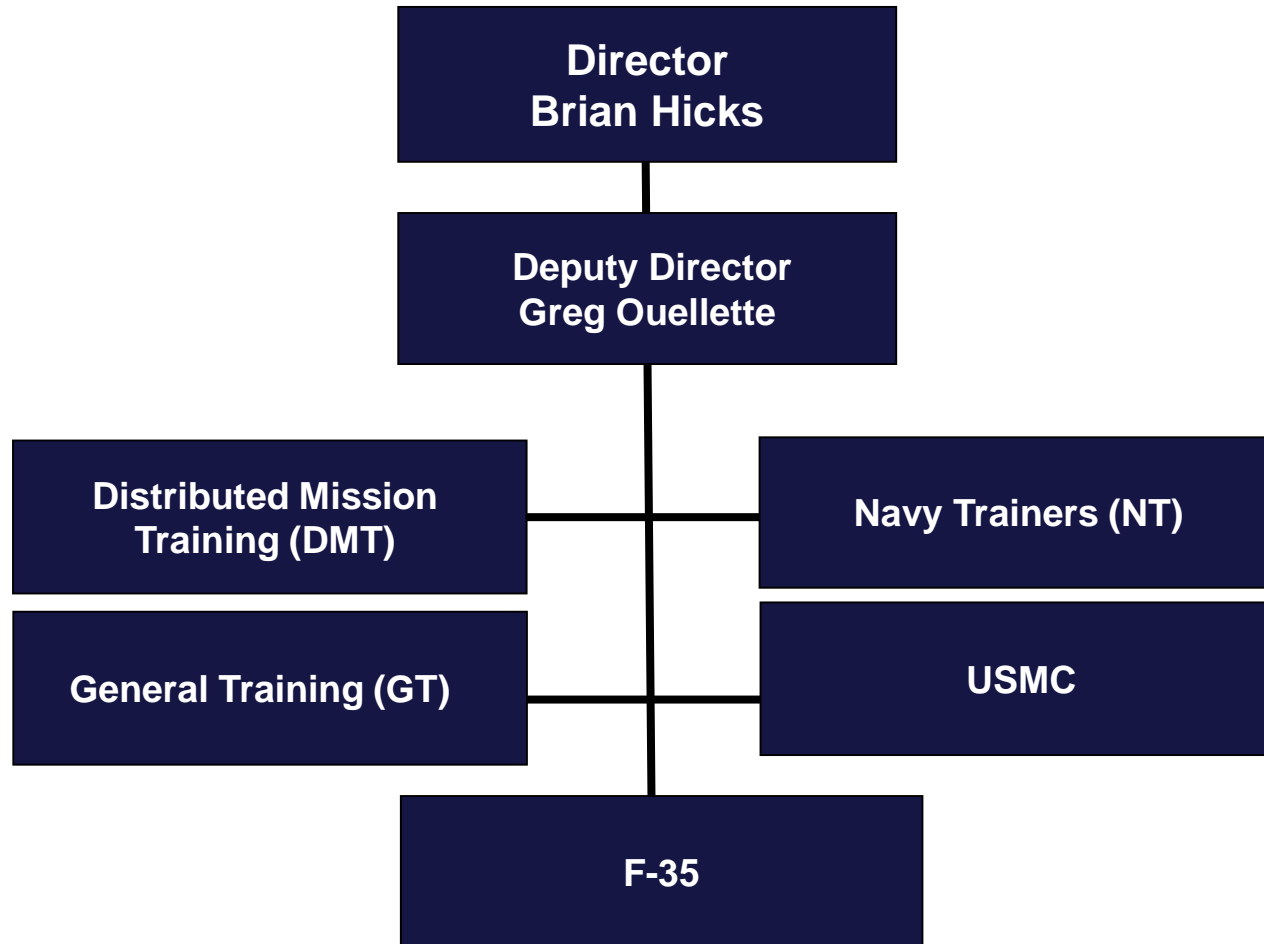 Director
Brian Hicks
Deputy Director
Greg Ouellette
Distributed Mission
Training (DMT)
Navy Trainers (NT)
General Training (GT)
USMC
F-35